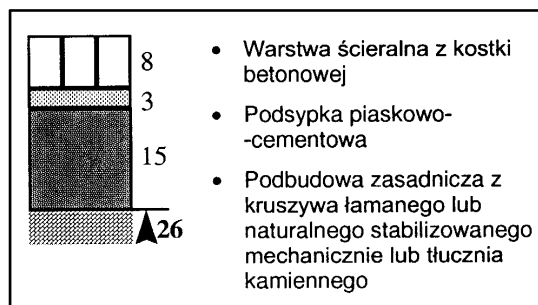 8
3
15
26
• Warstwa ścieralna z kostki
betonowej
• Podsypka piaskowo-
-cementowa
• Podbudowa zasadnicza z
kruszywa łamanego lub
naturalnego stabilizowanego
mechanicznie lub tłucznia
kamiennego